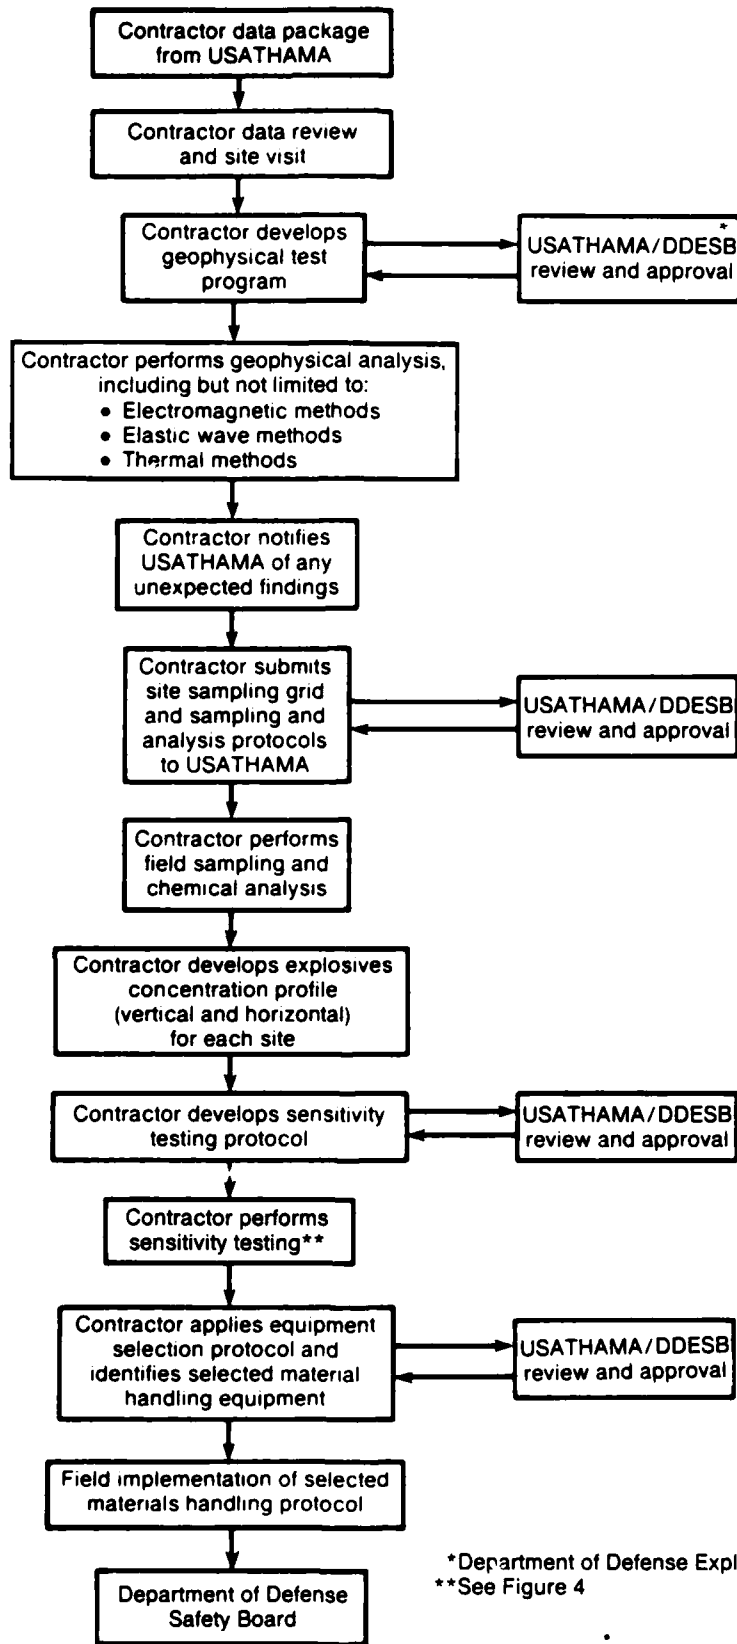 Contractor data package
from USATHAMA
Contractor data review
and site visit
Contractor develops
geophysical test
program
*
USATHAMA/DDESB
review and approval
Contractor performs geophysical analysis,
including but not limited to:
• Electromagnetic methods
• Elastic wave methods
• Thermal methods
Contractor notifies
USATHAMA of any
unexpected findings
Contractor submits
site sampling grid
and sampling and
analysis protocols
to USATHAMA
USATHAMA/DDESB
review and approval
Contractor performs
field sampling and
chemical analysis
Contractor develops explosives
concentration profile
(vertical and horizontal)
for each site
Contractor develops sensitivity
testing protocol
USATHAMA/DDESB
review and approval
Contractor performs
sensitivity testing**
Contractor applies equipment
selection protocol and
identifies selected material
handling equipment
USATHAMA/DDESB
review and approval
Field implementation of selected
materials handling protocol
Department of Defense
Safety Board
*Department of Defense Expl
**See Figure 4